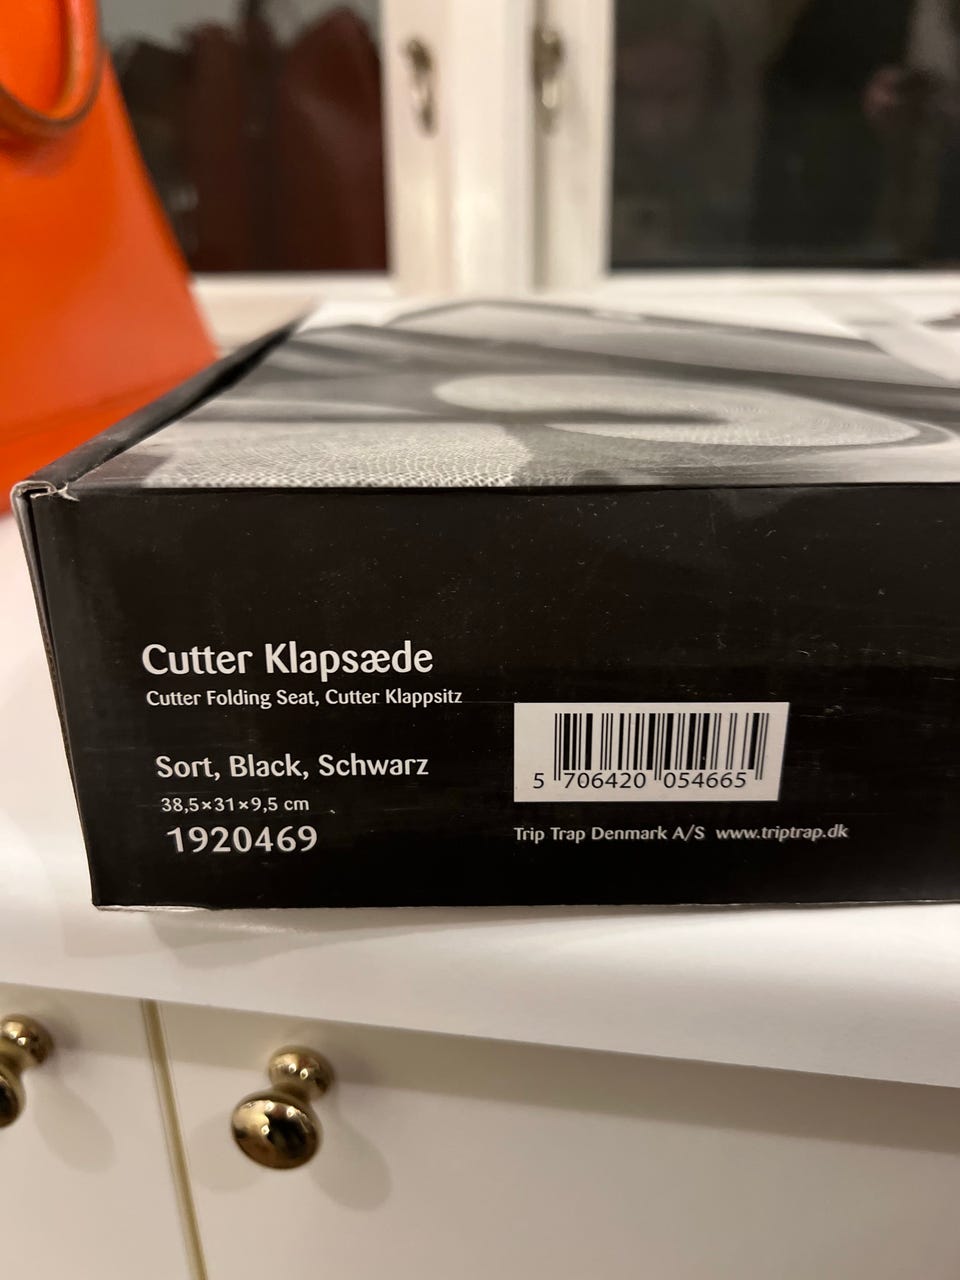 Cutter Klapsæde
Cutter Folding Seat, Cutter Klappsitz
Sort, Black, Schwarz
38,5×31×9,5 cm
1920469
5 706420 054665
Trip Trap Denmark A/S www.triptrap.dk